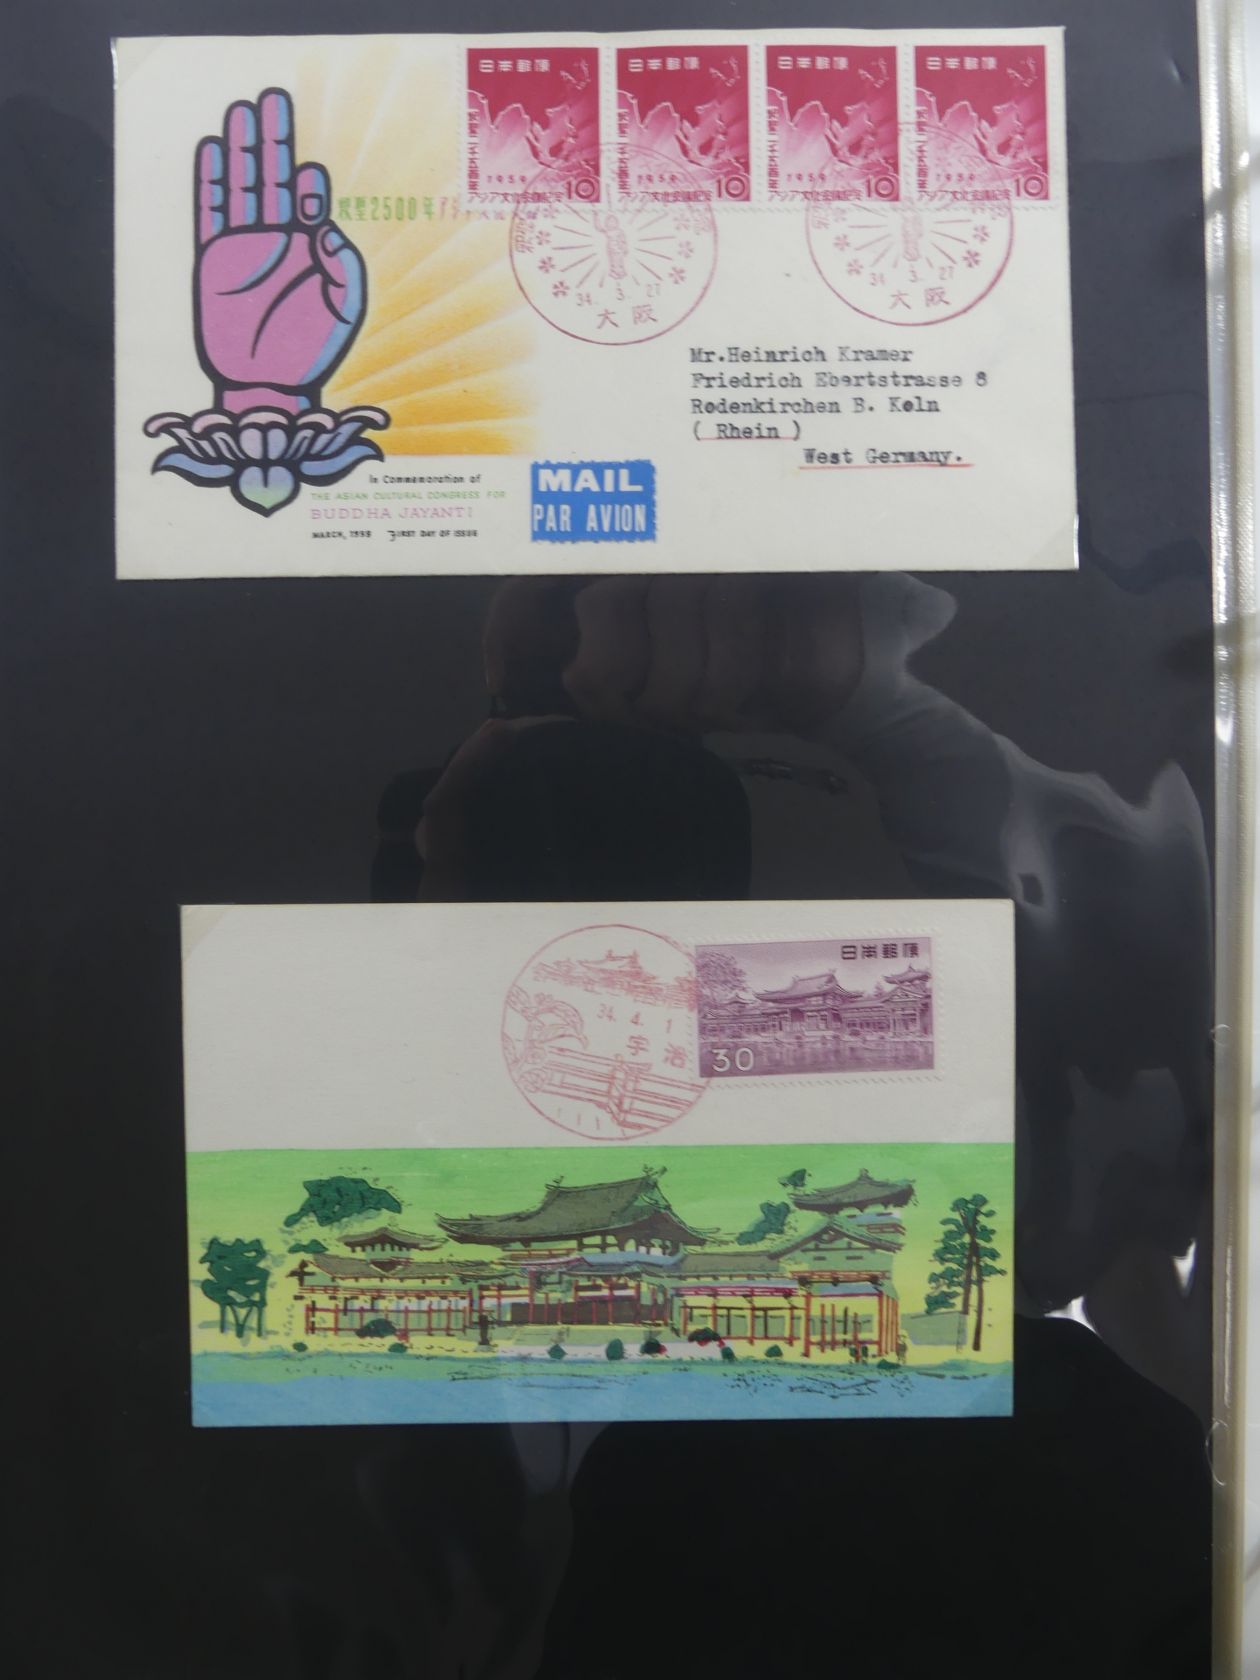 日本郵便 日本郵便 日本郵便 日本郵便
1959 1959 1959 1959
10 10 10 10
アジア文化会議記念 アジア文化会議記念 アジア文化会議記念 アジア文化会議記念
2500年
34. 3. 27
大阪
34. 3. 27
大阪
Mr.Heinrich Kramer
Friedrich Ebertstrasse 8
Rodenkirchen B. Koln
( Rhein )
West Germany.
In Commemoration of
THE ASIAN CULTURAL CONGRESS FOR
BUDDHA JAYANTI
MARCH, 1959 FIRST DAY OF ISSUE
MAIL
PAR AVION
日本郵便
30
34. 4. 1
宇治